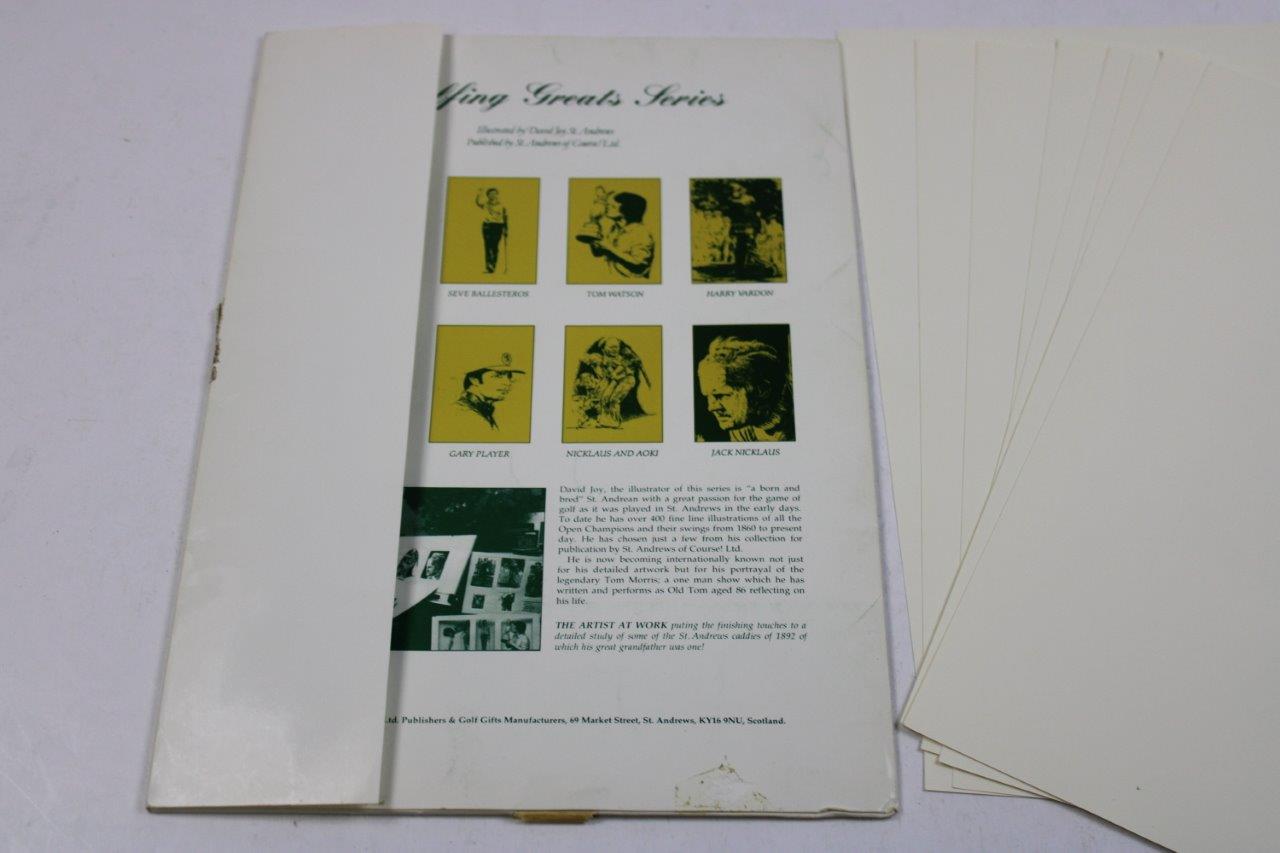 fing Greats Series
Illustrated by David Joy, St. Andrews
Published by St. Andrews of Course! Ltd.
SEVE BALLESTEROS TOM WATSON HARRY VARDON
GARY PLAYER NICKLAUS AND AOKI JACK NICKLAUS
David Joy, the illustrator of this series is "a born and
bred" St. Andrean with a great passion for the game of
golf as it was played in St. Andrews in the early days.
To date he has over 400 fine line illustrations of all the
Open Champions and their swings from 1860 to present
day. He has chosen just a few from his collection for
publication by St. Andrews of Course! Ltd.
He is now becoming internationally known not just
for his detailed artwork but for his portrayal of the
legendary Tom Morris; a one man show which he has
written and performs as Old Tom aged 86 reflecting on
his life.
THE ARTIST AT WORK puting the finishing touches to a
detailed study of some of the St. Andrews caddies of 1892 of
which his great grandfather was one!
Ltd. Publishers & Golf Gifts Manufacturers, 69 Market Street, St. Andrews, KY16 9NU, Scotland.